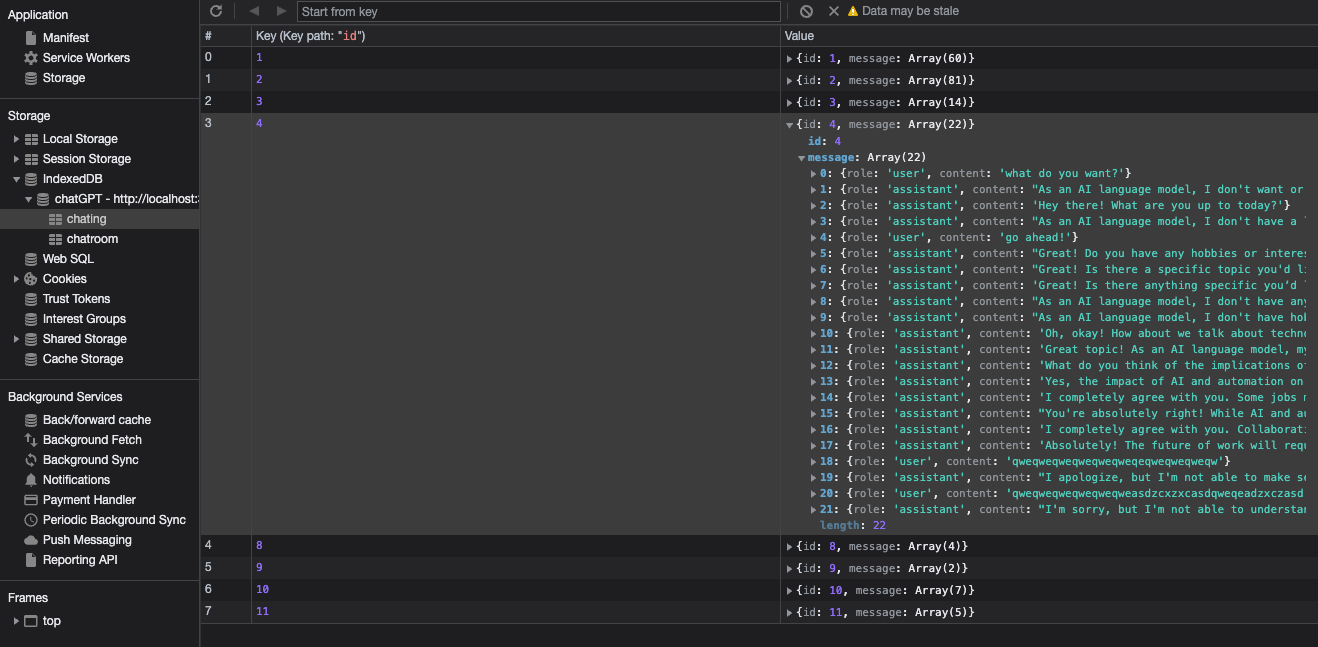 Application
Manifest
Service Workers
Storage
Storage
Local Storage
Session Storage
IndexedDB
chatGPT - http://localhost:
chating
chatroom
Web SQL
Cookies
Trust Tokens
Interest Groups
Shared Storage
Cache Storage
Background Services
Back/forward cache
Background Fetch
Background Sync
Notifications
Payment Handler
Periodic Background Sync
Push Messaging
Reporting API
Frames
top
Start from key
Data may be stale
# Key (Key path: "id") Value
0 1 {id: 1, message: Array(60)}
1 2 {id: 2, message: Array(81)}
2 3 {id: 3, message: Array(14)}
3 4 {id: 4, message: Array(22)}
id: 4
message: Array(22)
0: {role: 'user', content: 'what do you want?'}
1: {role: 'assistant', content: "As an AI language model, I don't want or
2: {role: 'assistant', content: 'Hey there! What are you up to today?'}
3: {role: 'assistant', content: "As an AI language model, I don't have a
4: {role: 'user', content: 'go ahead!'}
5: {role: 'assistant', content: "Great! Do you have any hobbies or interes
6: {role: 'assistant', content: "Great! Is there a specific topic you'd li
7: {role: 'assistant', content: 'Great! Is there anything specific you’d l
8: {role: 'assistant', content: "As an AI language model, I don't have any
9: {role: 'assistant', content: "As an AI language model, I don't have hob
10: {role: 'assistant', content: 'Oh, okay! How about we talk about techno
11: {role: 'assistant', content: 'Great topic! As an AI language model, my
12: {role: 'assistant', content: 'What do you think of the implications of
13: {role: 'assistant', content: 'Yes, the impact of AI and automation on
14: {role: 'assistant', content: 'I completely agree with you. Some jobs m
15: {role: 'assistant', content: "You're absolutely right! While AI and au
16: {role: 'assistant', content: 'I completely agree with you. Collaborati
17: {role: 'assistant', content: 'Absolutely! The future of work will requ
18: {role: 'user', content: 'qweqweqweqweqweqweqeqweqweqweqw'}
19: {role: 'assistant', content: "I apologize, but I'm not able to make se
20: {role: 'user', content: 'qweqweqweqweqweqweasdzcxzxcasdqweqeadzxczasd
21: {role: 'assistant', content: "I'm sorry, but I'm not able to understan
length: 22
4 8 {id: 8, message: Array(4)}
5 9 {id: 9, message: Array(2)}
6 10 {id: 10, message: Array(7)}
7 11 {id: 11, message: Array(5)}